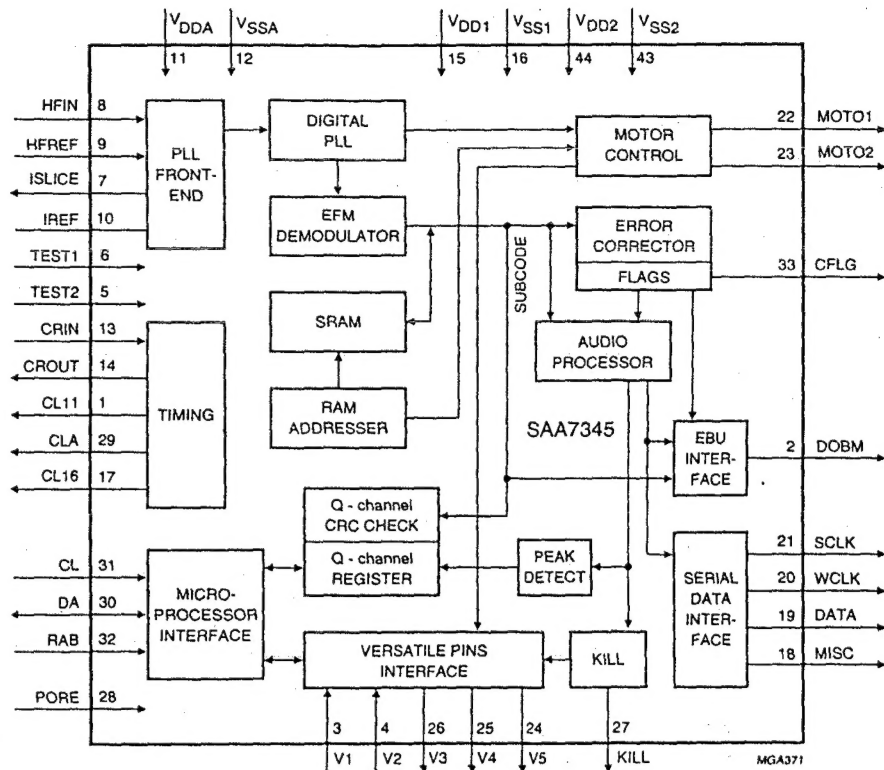 VDDA VSSA VDD1 VSS1 VDD2 VSS2
11 12 15 16 44 43
HFIN 8
HFREF 9
ISLICE 7
IREF 10
TEST1 6
TEST2 5
CRIN 13
CROUT 14
CL11 1
CLA 29
CL16 17
CL 31
DA 30
RAB 32
PORE 28
PLL
FRONT-
END
DIGITAL
PLL
EFM
DEMODULATOR
SRAM
RAM
ADDRESSER
TIMING
MICRO-
PROCESSOR
INTERFACE
Q - channel
CRC CHECK
Q - channel
REGISTER
PEAK
DETECT
VERSATILE PINS
INTERFACE
KILL
SUBCODE
MOTOR
CONTROL
ERROR
CORRECTOR
FLAGS
AUDIO
PROCESSOR
SAA7345
EBU
INTER-
FACE
SERIAL
DATA
INTER-
FACE
22 MOTO1
23 MOTO2
33 CFLG
2 DOBM
21 SCLK
20 WCLK
19 DATA
18 MISC
3 4 26 25 24 27
V1 V2 V3 V4 V5 KILL
MGA371